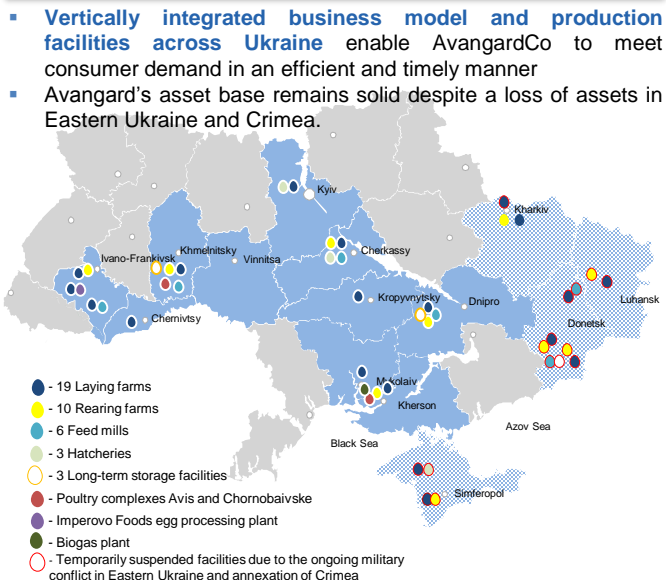 ▪ Vertically integrated business model and production
facilities across Ukraine enable AvangardCo to meet
consumer demand in an efficient and timely manner
▪ Avangard's asset base remains solid despite a loss of assets in
Eastern Ukraine and Crimea.
Kyiv
Kharkiv
Ivano-Frankivsk
Khmelnitsky
Vinnitsa
Cherkassy
Kropyvnytsky
Dnipro
Luhansk
Chernivtsy
Donetsk
Mykolaiv
Kherson
Azov Sea
Black Sea
Simferopol
- 19 Laying farms
- 10 Rearing farms
- 6 Feed mills
- 3 Hatcheries
- 3 Long-term storage facilities
- Poultry complexes Avis and Chornobaivske
- Imperovo Foods egg processing plant
- Biogas plant
- Temporarily suspended facilities due to the ongoing military
conflict in Eastern Ukraine and annexation of Crimea